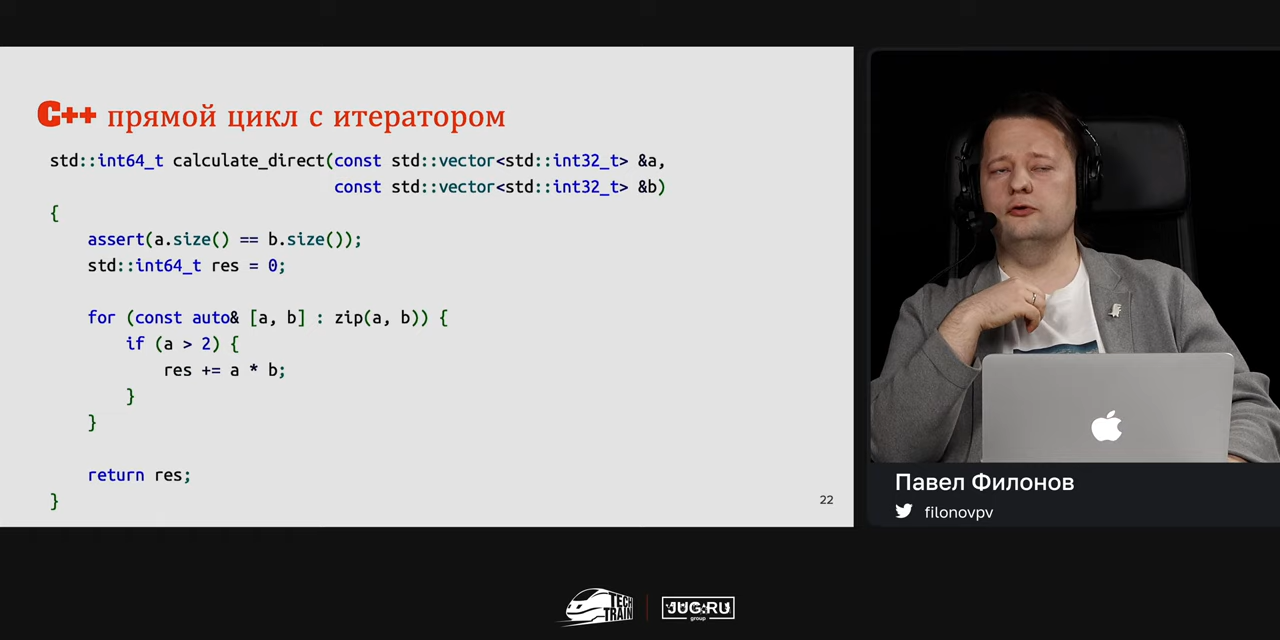 C++ прямой цикл с итератором
std::int64_t calculate_direct(const std::vector<std::int32_t> &a,
const std::vector<std::int32_t> &b)
{
assert(a.size() == b.size());
std::int64_t res = 0;
for (const auto& [a, b] : zip(a, b)) {
if (a > 2) {
res += a * b;
}
}
return res;
}
22
Павел Филонов
filonovpv
TECH
TRAIN
JUG.RU
group